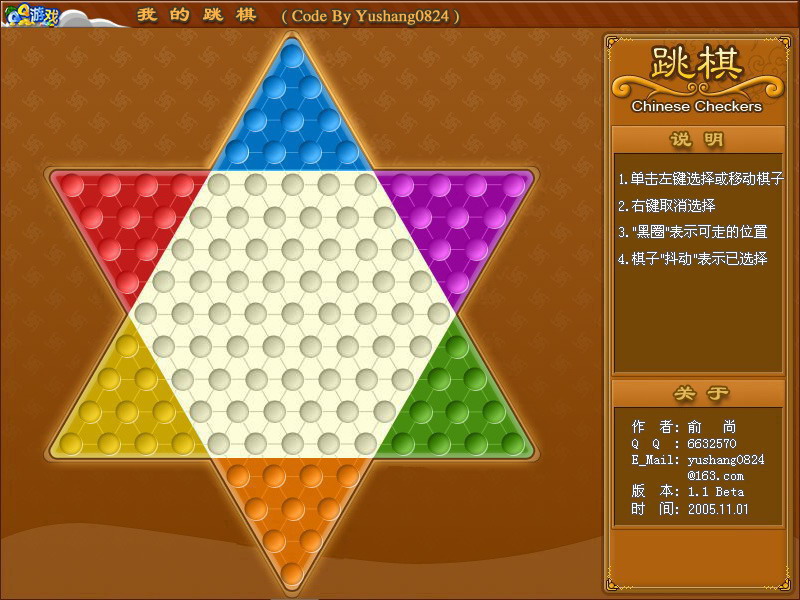 QQ游戏 我的跳棋 ( Code By Yushang0824 )
跳棋
Chinese Checkers
说明
1.单击左键选择或移动棋子
2.右键取消选择
3."黑圈"表示可走的位置
4.棋子"抖动"表示已选择
关于
作 者: 俞 尚
Q Q : 6632570
E_Mail: yushang0824
@163.com
版 本: 1.1 Beta
时 间: 2005.11.01